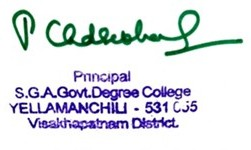 Principal
S.G.A.Govt.Degree College
YELLAMANCHILI - 531 055
Visakhapatnam District.